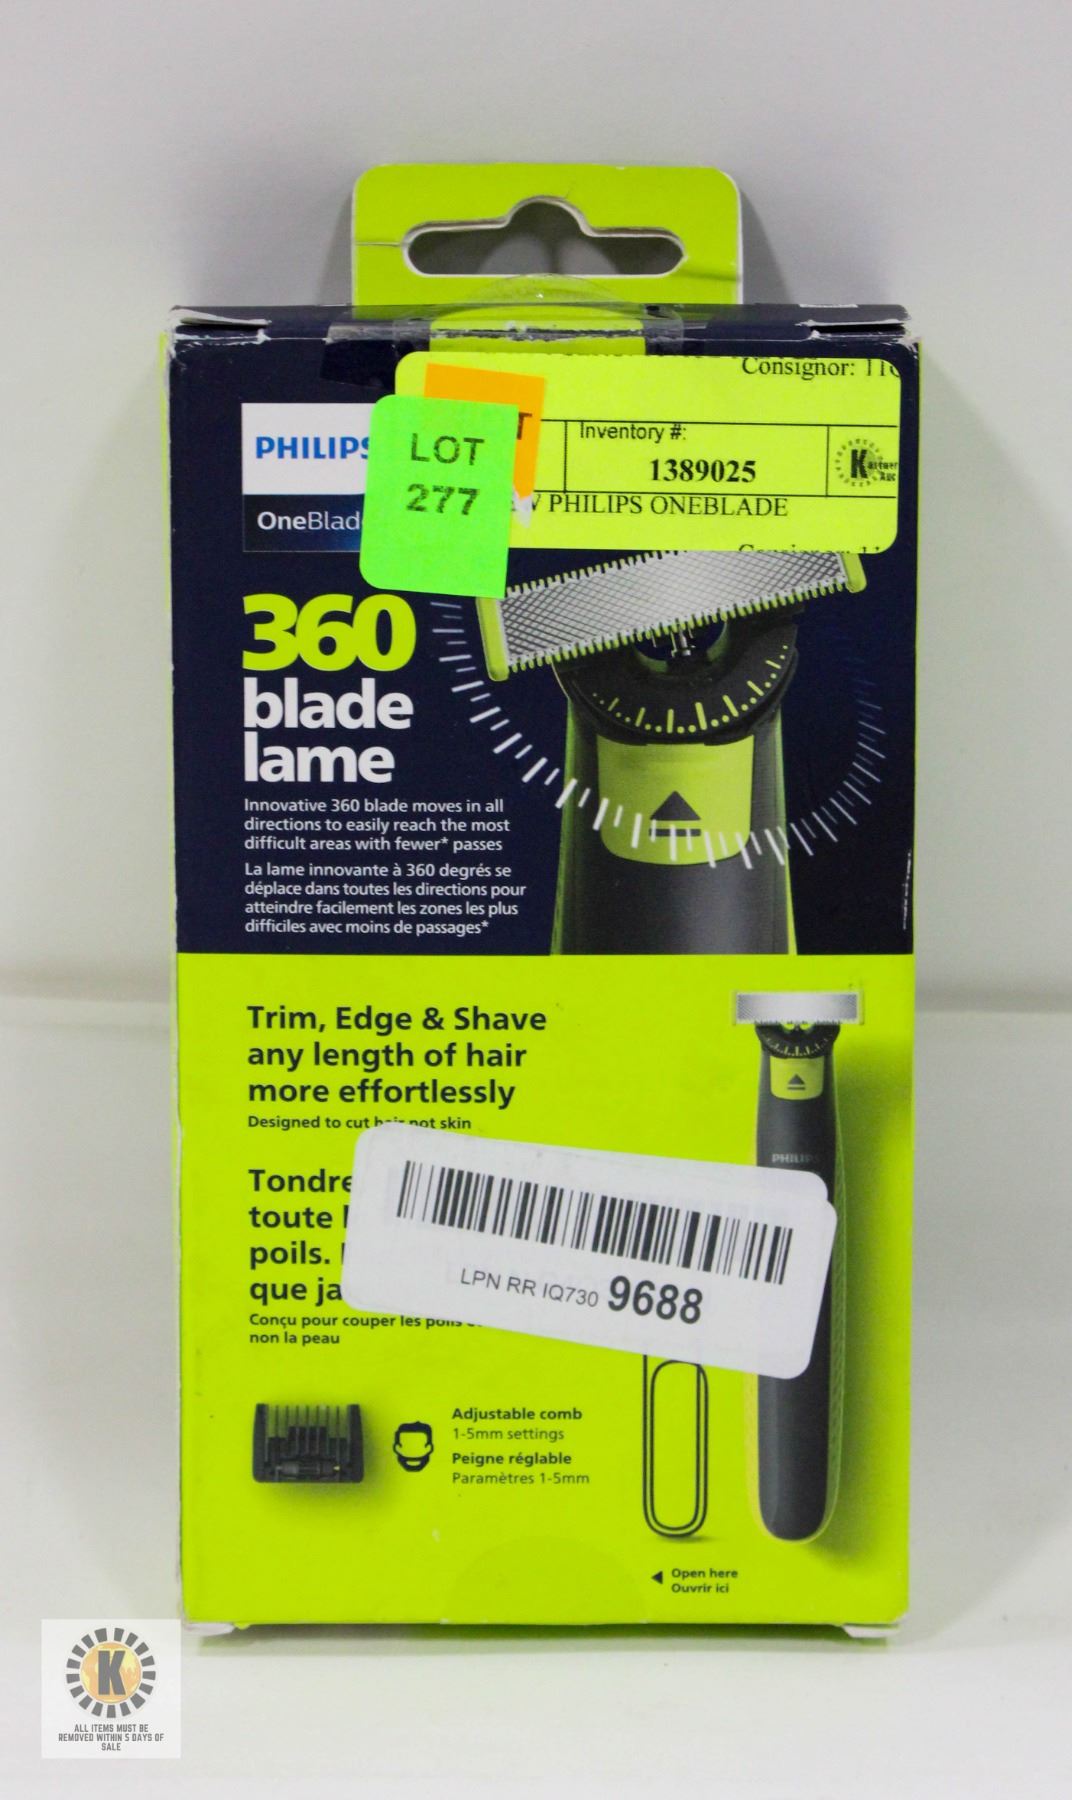 Consignor:
LOT
277
Inventory #:
1389025
PHILIPS ONEBLADE
PHILIPS
OneBlad
360
blade
lame
Innovative 360 blade moves in all
directions to easily reach the most
difficult areas with fewer* passes
La lame innovante à 360 degrés se
déplace dans toutes les directions pour
atteindre facilement les zones les plus
difficiles avec moins de passages*
Trim, Edge & Shave
any length of hair
more effortlessly
Designed to cut hair not skin
PHILIPS
Tondre
toute
poils.
que ja
Conçu pour couper les poils
non la peau
LPN RR IQ730 9688
Adjustable comb
1-5mm settings
Peigne réglable
Paramètres 1-5mm
Open here
Ouvrir ici
K
ALL ITEMS MUST BE
REMOVED WITHIN 5 DAYS OF
SALE